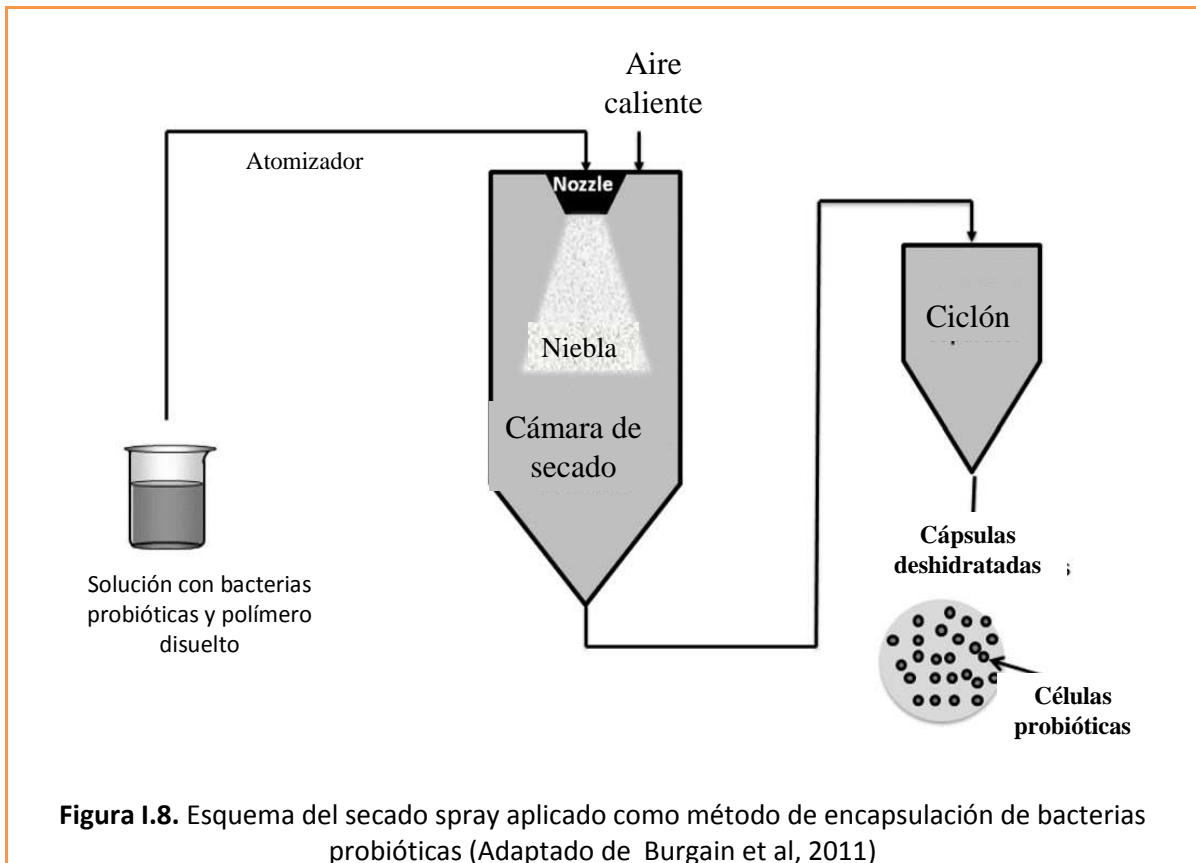 Aire
caliente
Atomizador
Nozzle
Niebla
Cámara de
secado
Ciclón
Solución con bacterias
probióticas y polímero
disuelto
Cápsulas
deshidratadas
Células
probióticas
Figura I.8. Esquema del secado spray aplicado como método de encapsulación de bacterias
probióticas (Adaptado de Burgain et al, 2011)